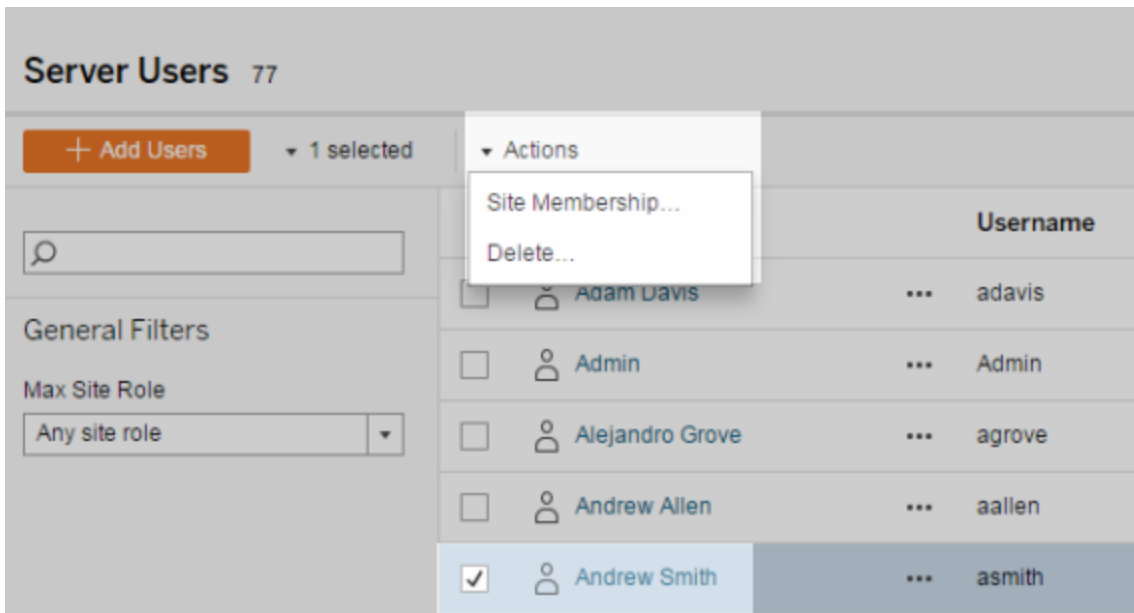 Server Users 77
+ Add Users
1 selected
Actions
Site Membership...
Delete...
Username
General Filters
Max Site Role
Any site role
Adam Davis ••• adavis
Admin ••• Admin
Alejandro Grove ••• agrove
Andrew Allen ••• aallen
Andrew Smith ••• asmith